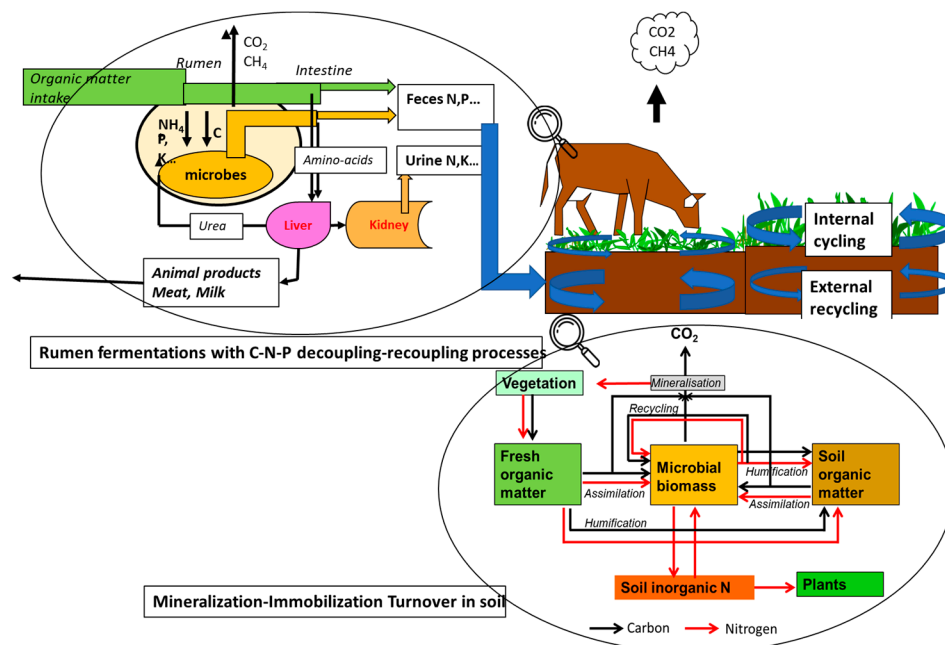 CO2
CH4
Rumen
Intestine
Organic matter
intake
NH4
P,
K...
C
microbes
Feces N,P...
Amino-acids
Urine N,K...
Urea
Liver
Kidney
Animal products
Meat, Milk
CO2
CH4
Internal
cycling
External
recycling
Rumen fermentations with C-N-P decoupling-recoupling processes
CO2
Vegetation
Mineralisation
Recycling
Fresh
organic
matter
Microbial
biomass
Soil
organic
matter
Humification
Assimilation
Assimilation
Humification
Soil inorganic N
Plants
Mineralization-Immobilization Turnover in soil
Carbon
Nitrogen